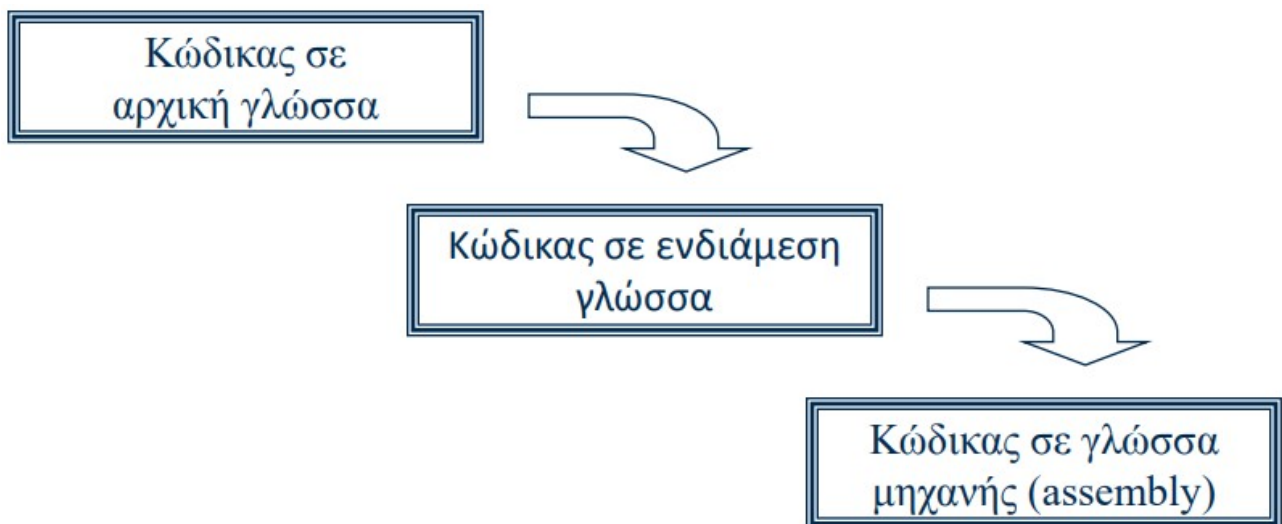 Κώδικας σε
αρχική γλώσσα
Κώδικας σε ενδιάμεση
γλώσσα
Κώδικας σε γλώσσα
μηχανής (assembly)